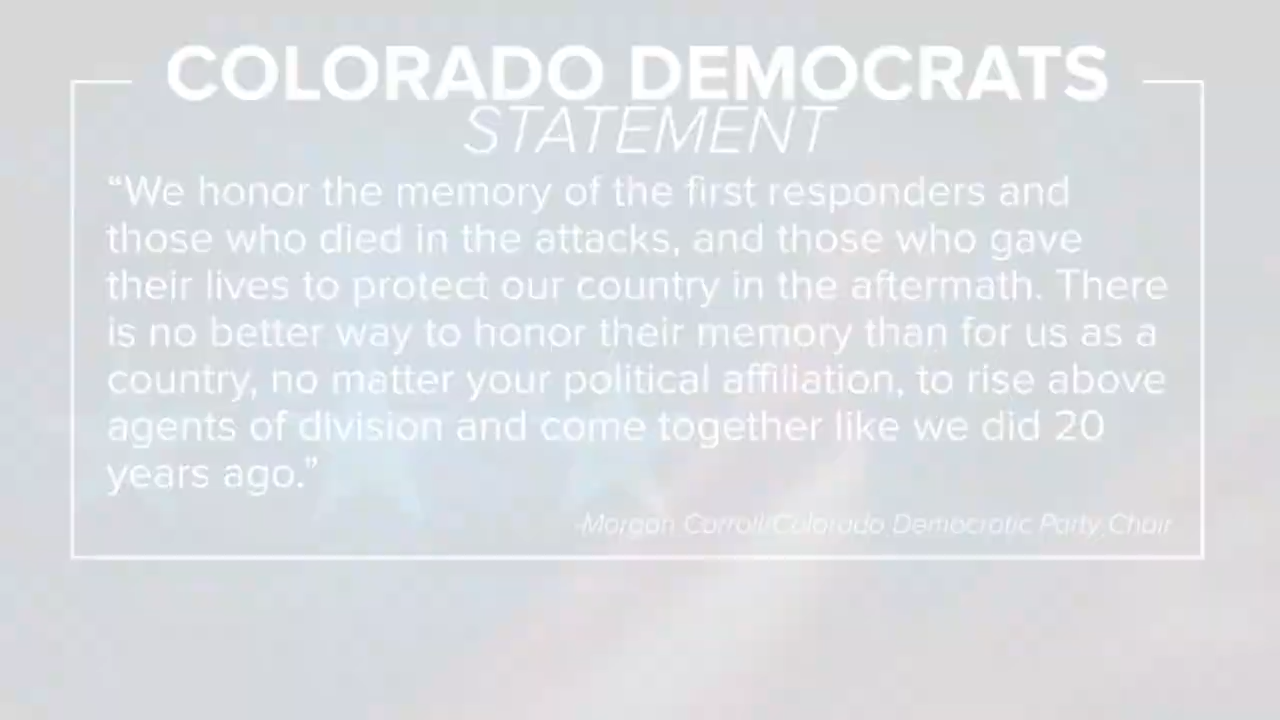 COLORADO DEMOCRATS
STATEMENT
“We honor the memory of the first responders and
those who died in the attacks, and those who gave
their lives to protect our country in the aftermath. There
is no better way to honor their memory than for us as a
country, no matter your political affiliation, to rise above
agents of division and come together like we did 20
years ago.”
-Morgan Carroll/Colorado Democratic Party Chair